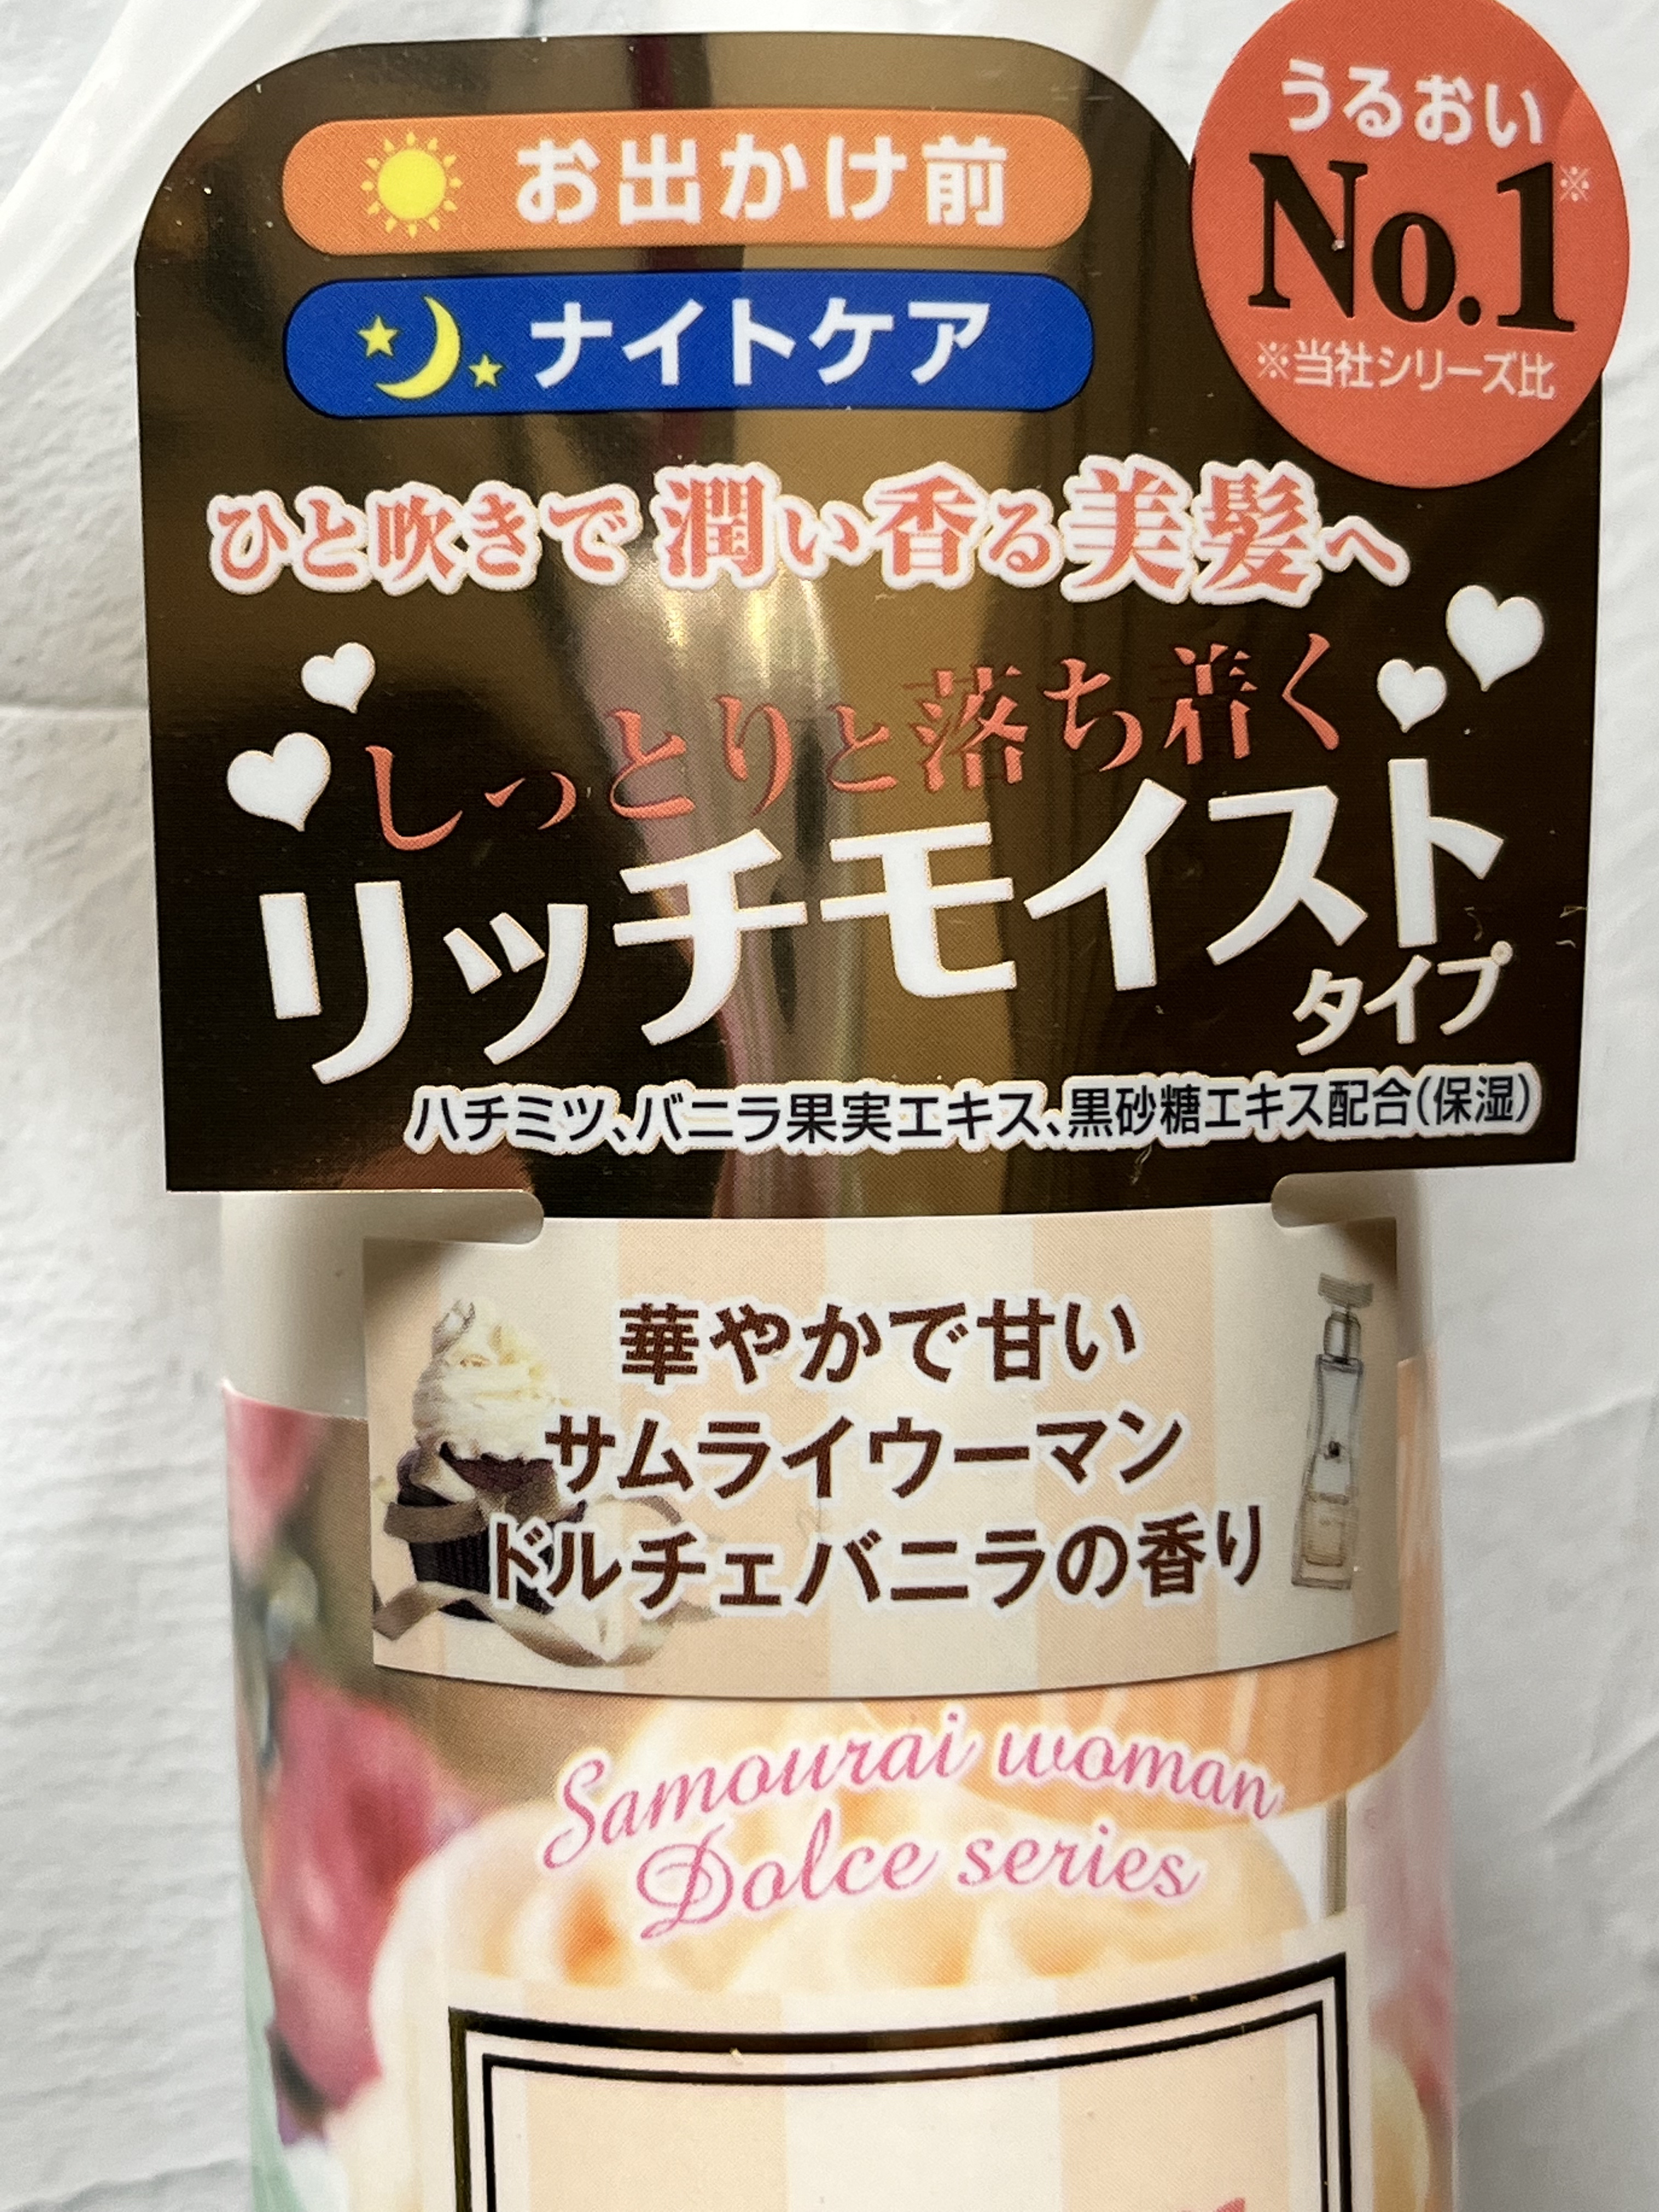 うるおい
No.1※
※当社シリーズ比
お出かけ前
ナイトケア
ひと吹きで潤い香る美髪へ
しっとりと落ち着く
リッチモイスト
タイプ
ハチミツ、バニラ果実エキス、黒砂糖エキス配合(保湿)
華やかで甘い
サムライウーマン
ドルチェバニラの香り
Samourai woman
Dolce series